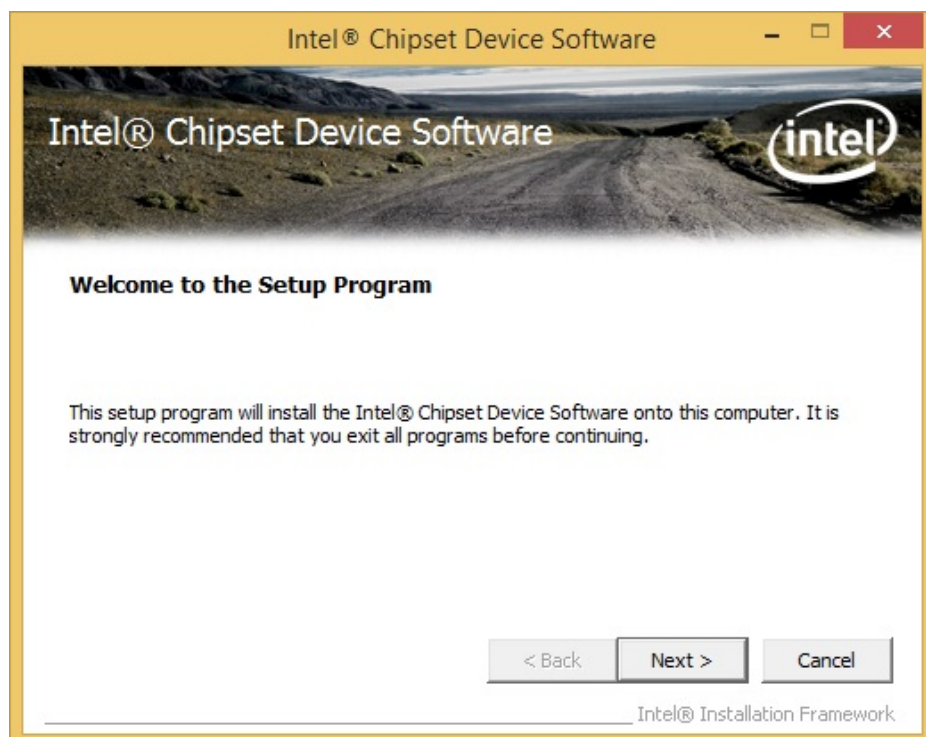 Intel® Chipset Device Software
Intel® Chipset Device Software
intel
Welcome to the Setup Program
This setup program will install the Intel® Chipset Device Software onto this computer. It is
strongly recommended that you exit all programs before continuing.
< Back Next > Cancel
Intel® Installation Framework